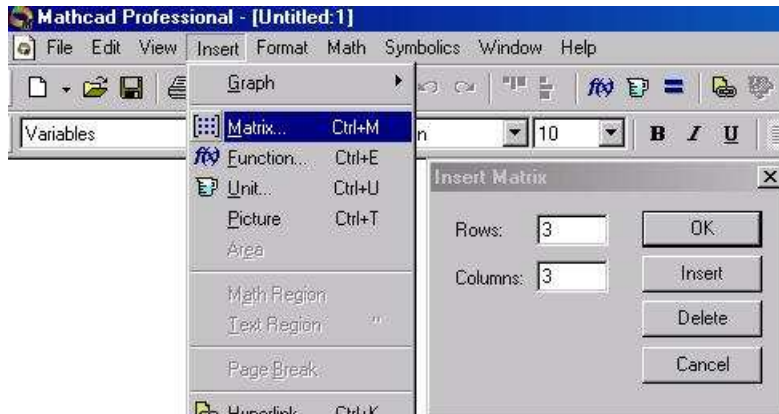 Mathcad Professional - [Untitled:1]
File Edit View Insert Format Math Symbolics Window Help
Variables
n
10
B I U
Graph
Matrix... Ctrl+M
f(x) Function... Ctrl+E
Unit... Ctrl+U
Picture Ctrl+T
Area
Math Region
Text Region "
Page Break
Hyperlink Ctrl+K
f(x)
Insert Matrix
Rows: 3
Columns: 3
OK
Insert
Delete
Cancel